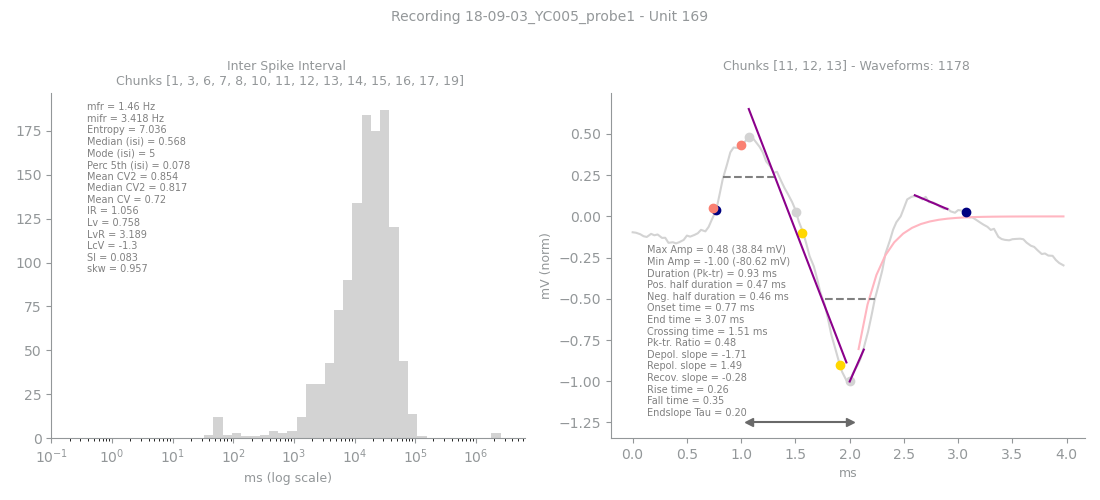 Recording 18-09-03_YC005_probe1 - Unit 169
Inter Spike Interval
Chunks [1, 3, 6, 7, 8, 10, 11, 12, 13, 14, 15, 16, 17, 19]
mfr = 1.46 Hz
mifr = 3.418 Hz
Entropy = 7.036
Median (isi) = 0.568
Mode (isi) = 5
Perc 5th (isi) = 0.078
Mean CV2 = 0.854
Median CV2 = 0.817
Mean CV = 0.72
IR = 1.056
Lv = 0.758
LvR = 3.189
LcV = -1.3
SI = 0.083
skw = 0.957
175
150
125
100
75
50
25
0
10⁻¹ 10⁰ 10¹ 10² 10³ 10⁴ 10⁵ 10⁶
ms (log scale)
Chunks [11, 12, 13] - Waveforms: 1178
mV (norm)
0.50
0.25
0.00
−0.25
−0.50
−0.75
−1.00
−1.25
Max Amp = 0.48 (38.84 mV)
Min Amp = -1.00 (-80.62 mV)
Duration (Pk-tr) = 0.93 ms
Pos. half duration = 0.47 ms
Neg. half duration = 0.46 ms
Onset time = 0.77 ms
End time = 3.07 ms
Crossing time = 1.51 ms
Pk-tr. Ratio = 0.48
Depol. slope = -1.71
Repol. slope = 1.49
Recov. slope = -0.28
Rise time = 0.26
Fall time = 0.35
Endslope Tau = 0.20
0.0 0.5 1.0 1.5 2.0 2.5 3.0 3.5 4.0
ms